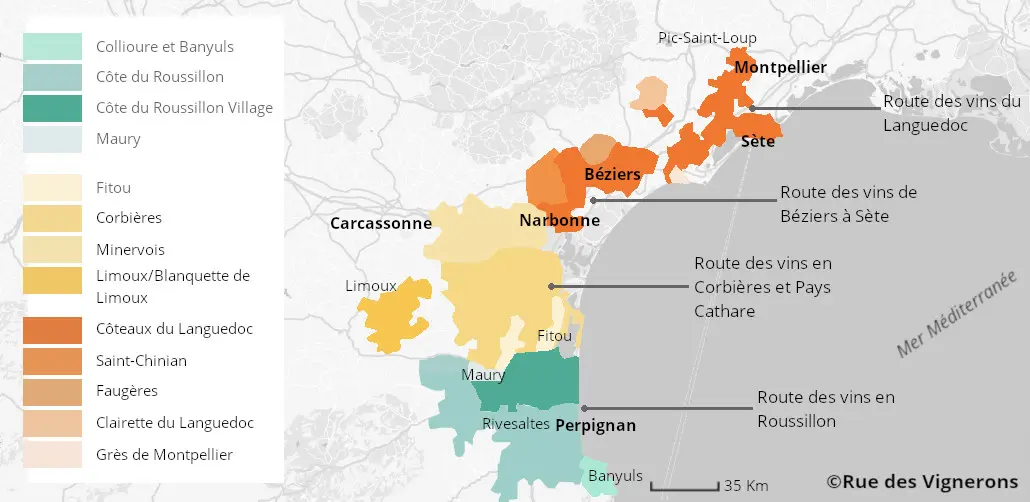 Collioure et Banyuls
Côte du Roussillon
Côte du Roussillon Village
Maury
Fitou
Corbières
Minervois
Limoux/Blanquette de
Limoux
Côteaux du Languedoc
Saint-Chinian
Faugères
Clairette du Languedoc
Grès de Montpellier
Pic-Saint-Loup
Montpellier
Route des vins du
Languedoc
Sète
Béziers
Route des vins de
Béziers à Sète
Carcassonne
Narbonne
Route des vins en
Corbières et Pays
Cathare
Limoux
Mer Méditerranée
Fitou
Maury
Route des vins en
Roussillon
Rivesaltes
Perpignan
Banyuls
35 Km
©Rue des Vignerons